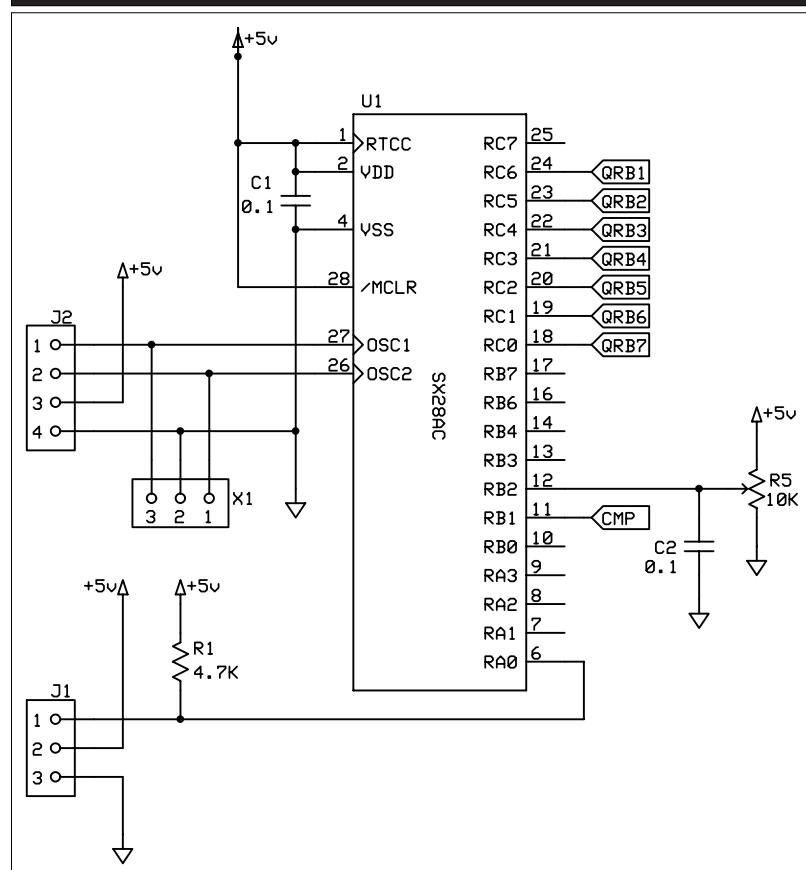 +5v
U1
1 RTCC
2 VDD
C1
0.1
4 VSS
28 /MCLR
27 OSC1
26 OSC2
SX28AC
RC7 25
RC6 24 QRB1
RC5 23 QRB2
RC4 22 QRB3
RC3 21 QRB4
RC2 20 QRB5
RC1 19 QRB6
RC0 18 QRB7
RB7 17
RB6 16
RB4 14
RB3 13
RB2 12
RB1 11 CMP
RB0 10
RA3 9
RA2 8
RA1 7
RA0 6
+5v
J2
1
2
3
4
X1
3 2 1
+5v
R5
10K
C2
0.1
+5v
+5v
R1
4.7K
J1
1
2
3